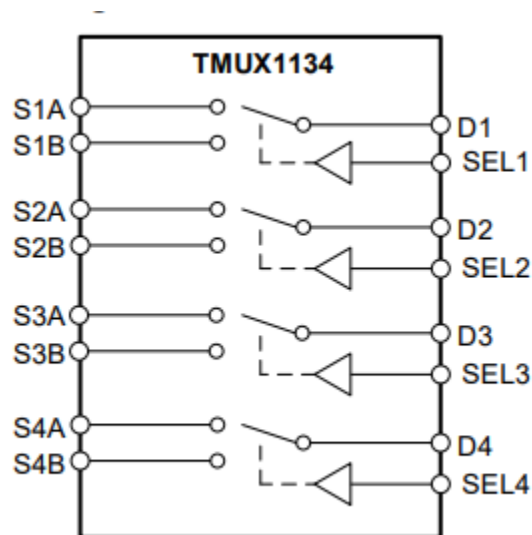 TMUX1134
S1A
D1
S1B
SEL1
S2A
D2
S2B
SEL2
S3A
D3
S3B
SEL3
S4A
D4
S4B
SEL4